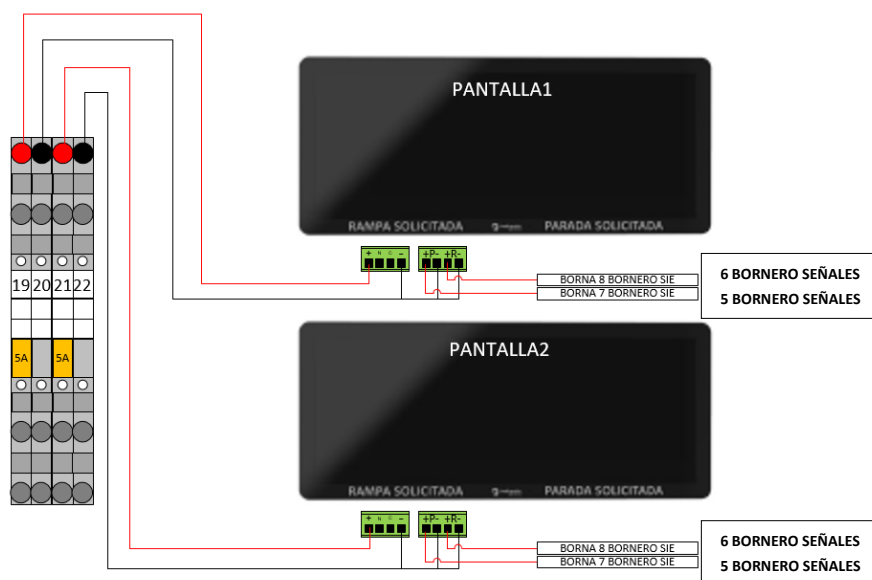 PANTALLA1
RAMPA SOLICITADA PARADA SOLICITADA
+ N C - +P- +R-
BORNA 8 BORNERO SIE
BORNA 7 BORNERO SIE
6 BORNERO SEÑALES
5 BORNERO SEÑALES
19 20 21 22
5A 5A
PANTALLA2
RAMPA SOLICITADA PARADA SOLICITADA
+ N C - +P- +R-
BORNA 8 BORNERO SIE
BORNA 7 BORNERO SIE
6 BORNERO SEÑALES
5 BORNERO SEÑALES